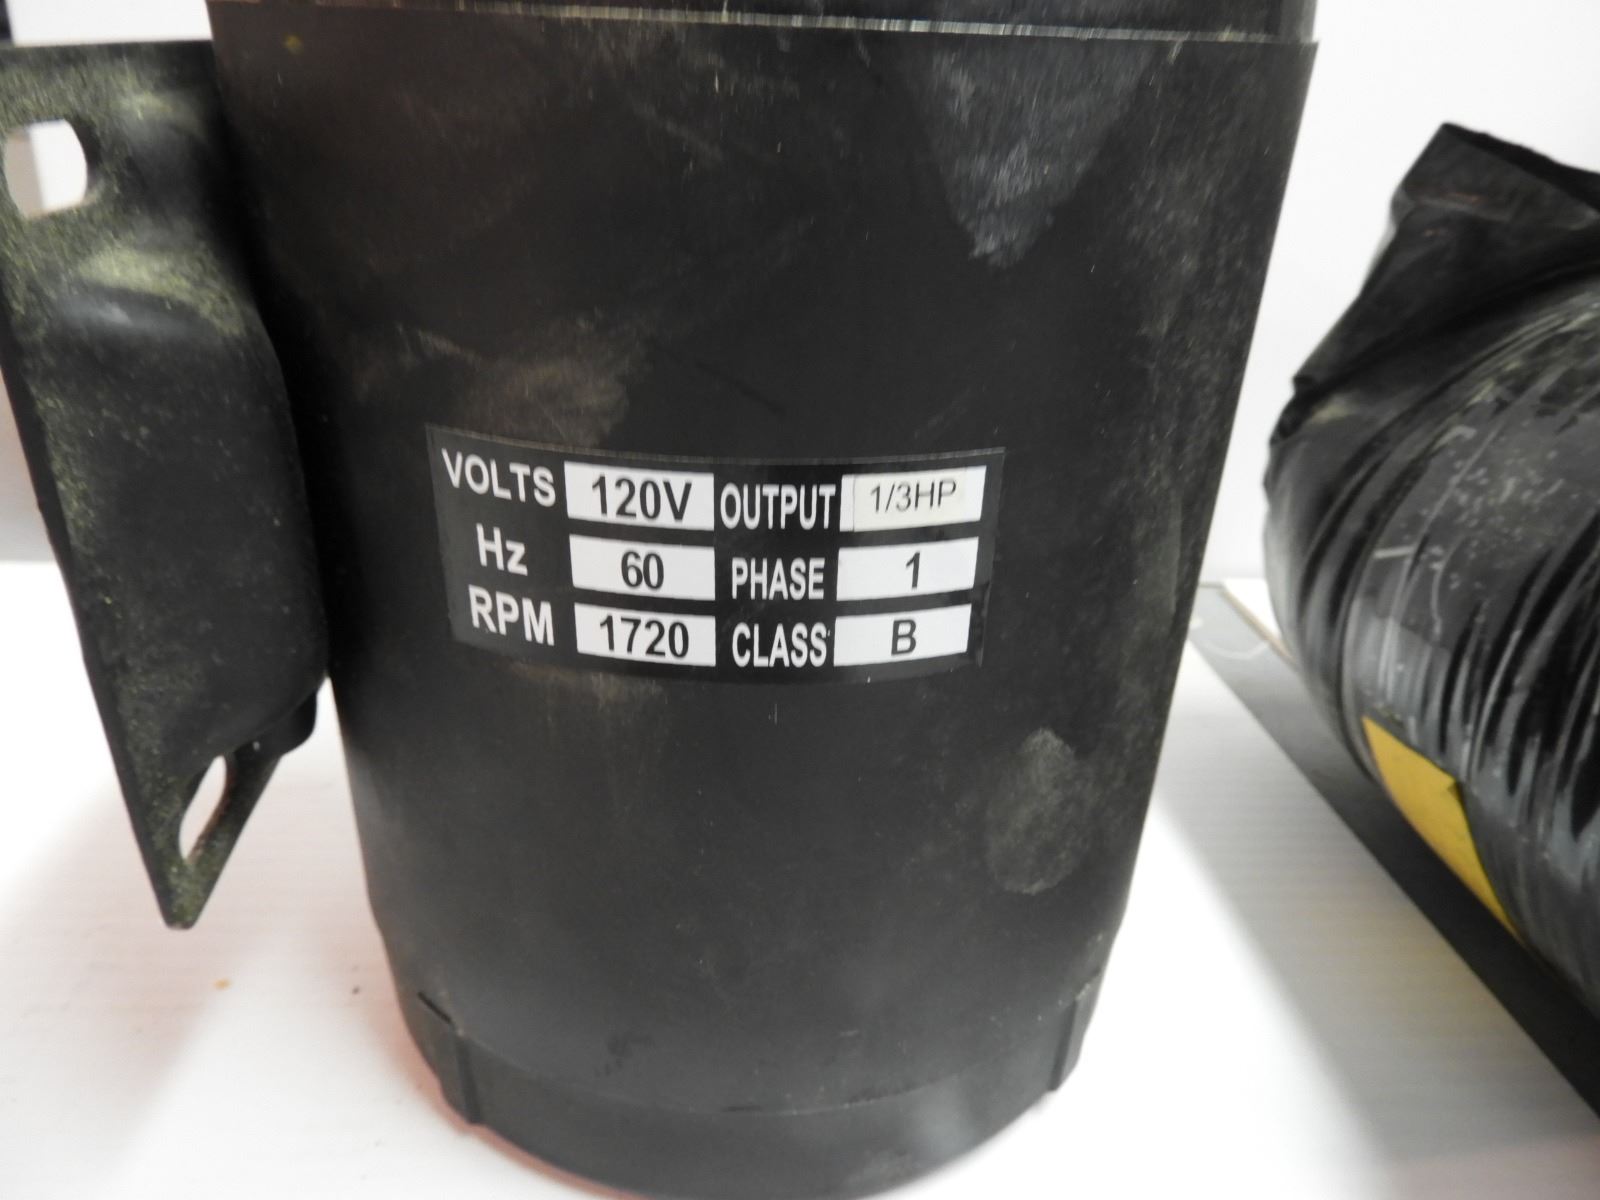 VOLTS 120V OUTPUT 1/3HP
Hz 60 PHASE 1
RPM 1720 CLASS B